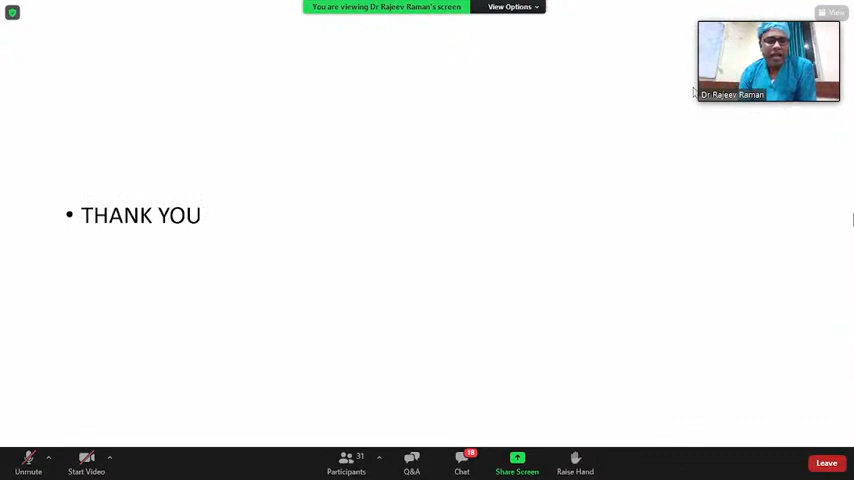 You are viewing Dr Rajeev Raman's screen
View Options
View
Dr Rajeev Raman
• THANK YOU
Unmute
Start Video
31
Participants
Q&A
18
Chat
Share Screen
Raise Hand
Leave